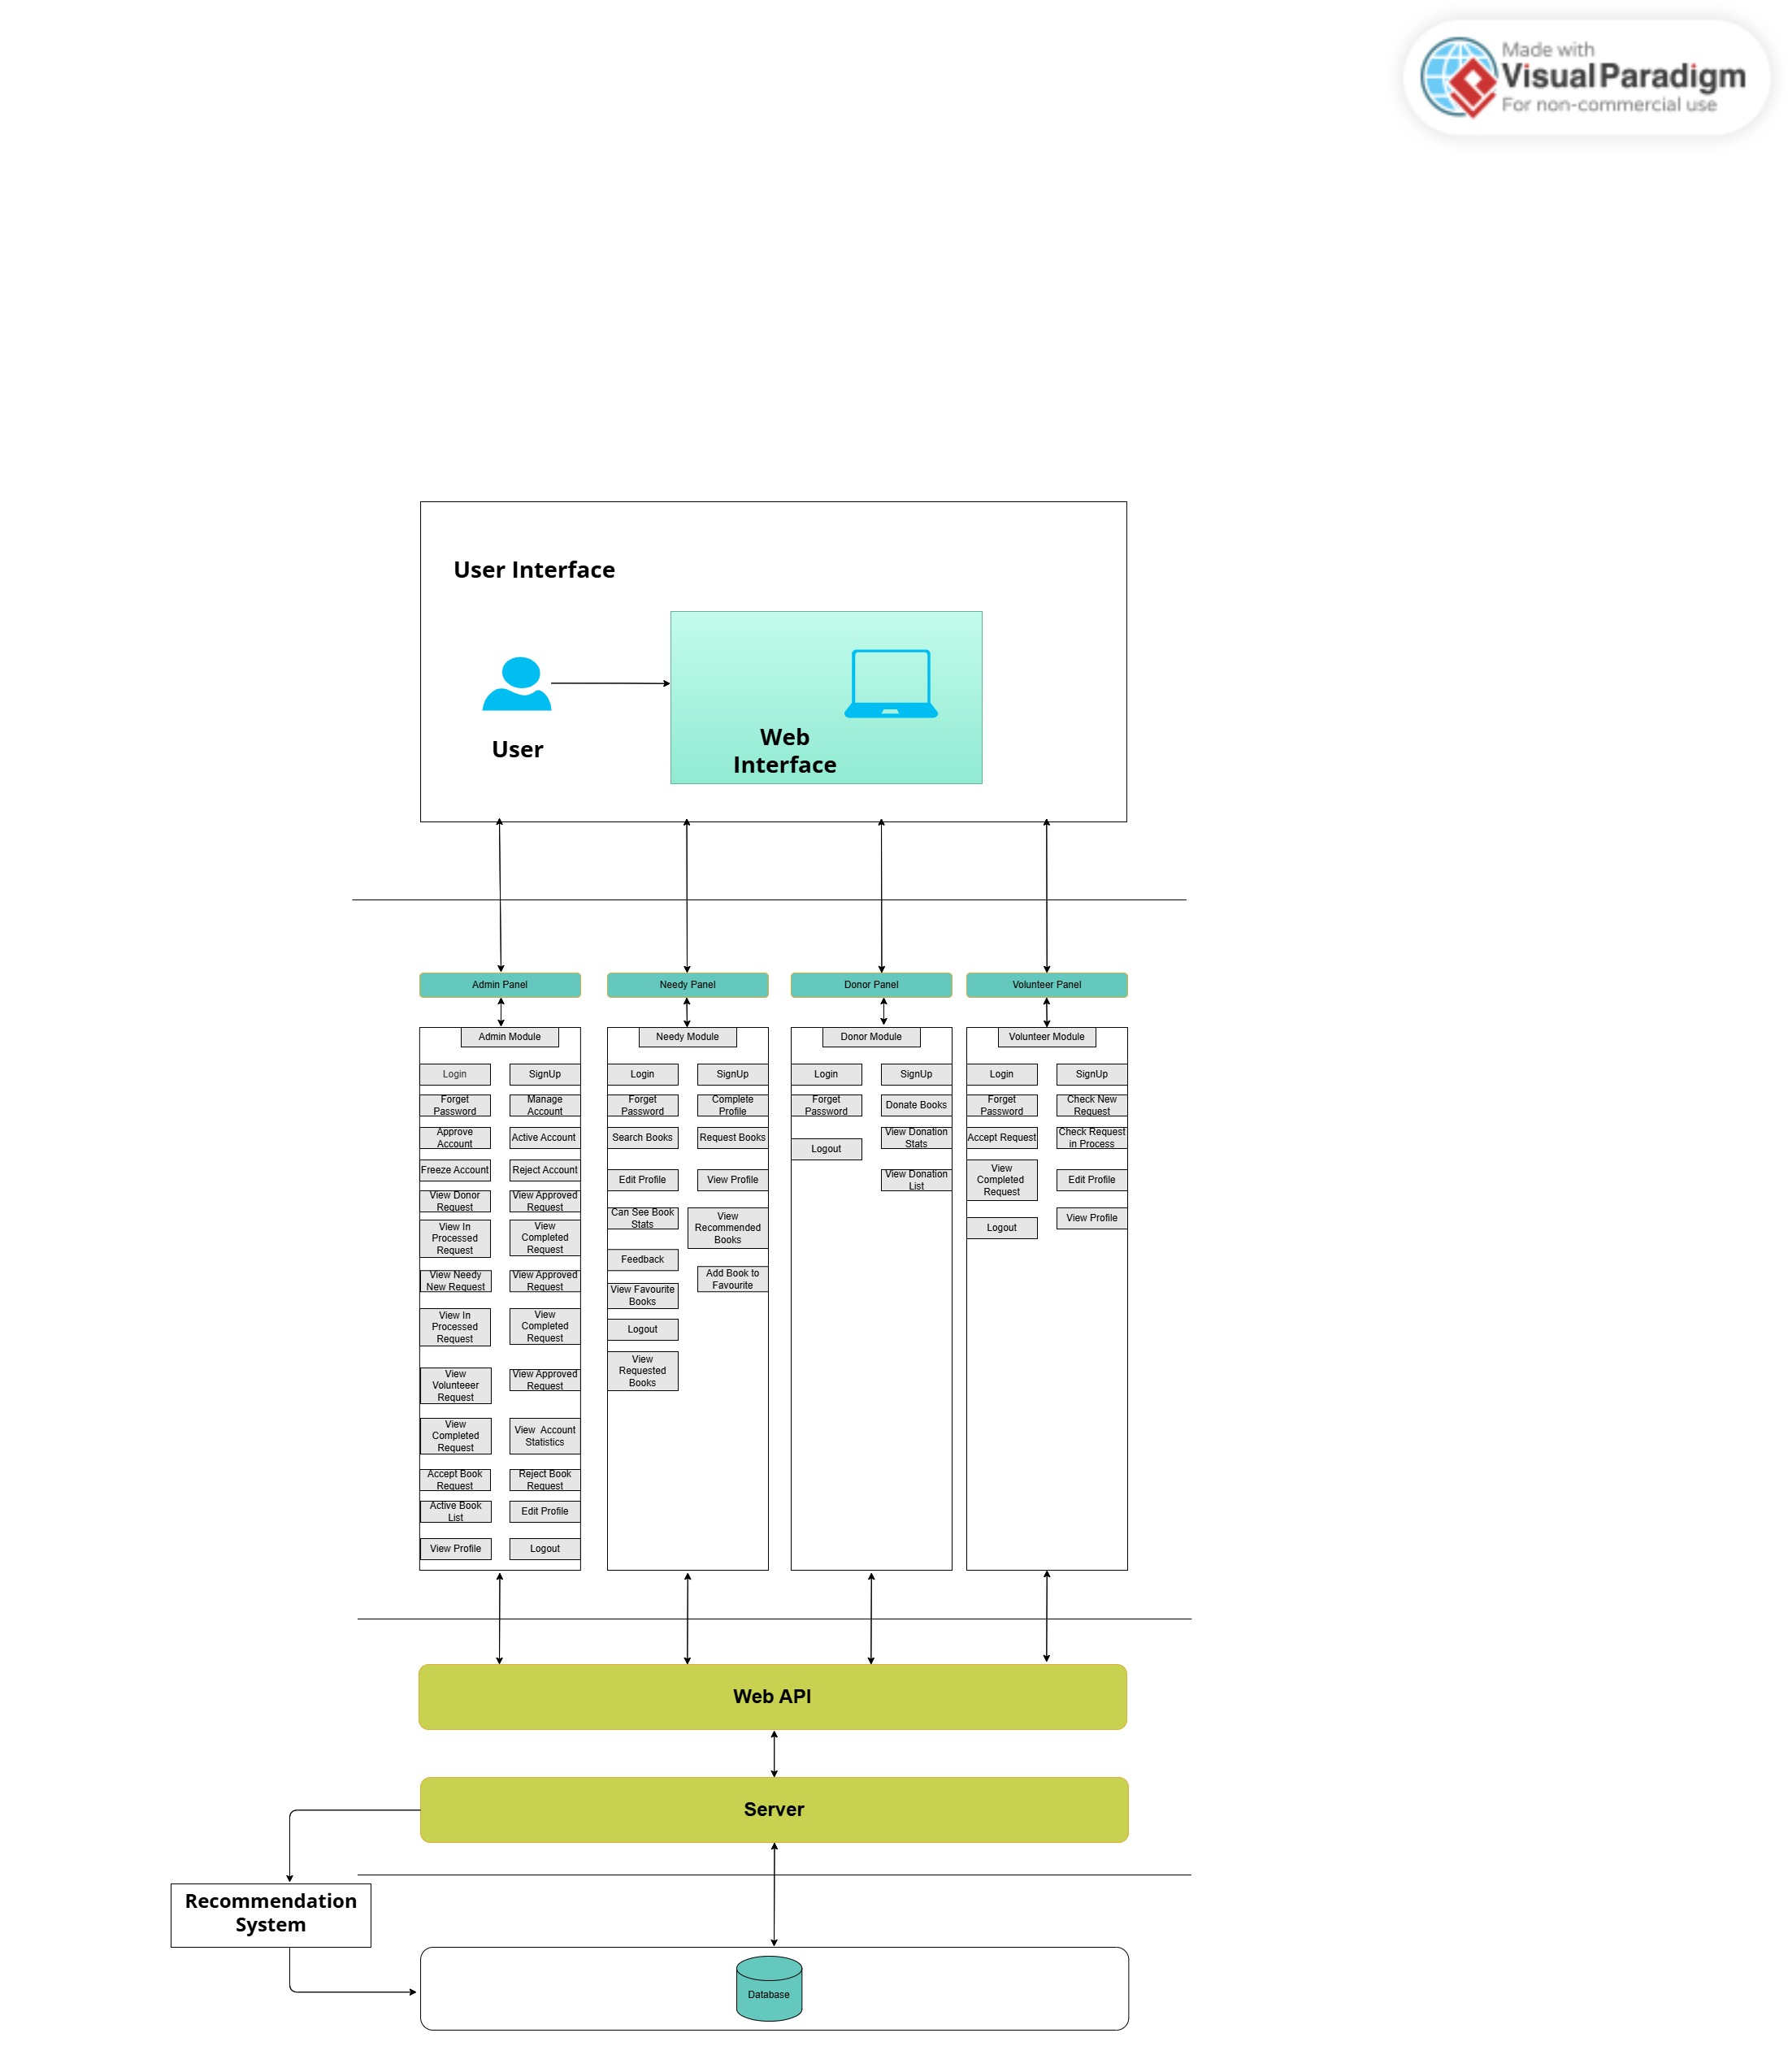 Made with
Visual Paradigm
For non-commercial use
User Interface
User
Web
Interface
Admin Panel
Needy Panel
Donor Panel
Volunteer Panel
Admin Module
Login
SignUp
Forget
Password
Manage
Account
Approve
Account
Active Account
Freeze Account
Reject Account
View Donor
Request
View Approved
Request
View In
Processed
Request
View
Completed
Request
View Needy
New Request
View Approved
Request
View In
Processed
Request
View
Completed
Request
View
Volunteeer
Request
View Approved
Request
View
Completed
Request
View Account
Statistics
Accept Book
Request
Reject Book
Request
Active Book
List
Edit Profile
View Profile
Logout
Needy Module
Login
SignUp
Forget
Password
Complete
Profile
Search Books
Request Books
Edit Profile
View Profile
Can See Book
Stats
View
Recommended
Books
Feedback
Add Book to
Favourite
View Favourite
Books
Logout
View
Requested
Books
Donor Module
Login
SignUp
Forget
Password
Donate Books
View Donation
Stats
Logout
View Donation
List
Volunteer Module
Login
SignUp
Forget
Password
Check New
Request
Accept Request
Check Request
in Process
View
Completed
Request
Edit Profile
View Profile
Logout
Web API
Server
Recommendation
System
Database